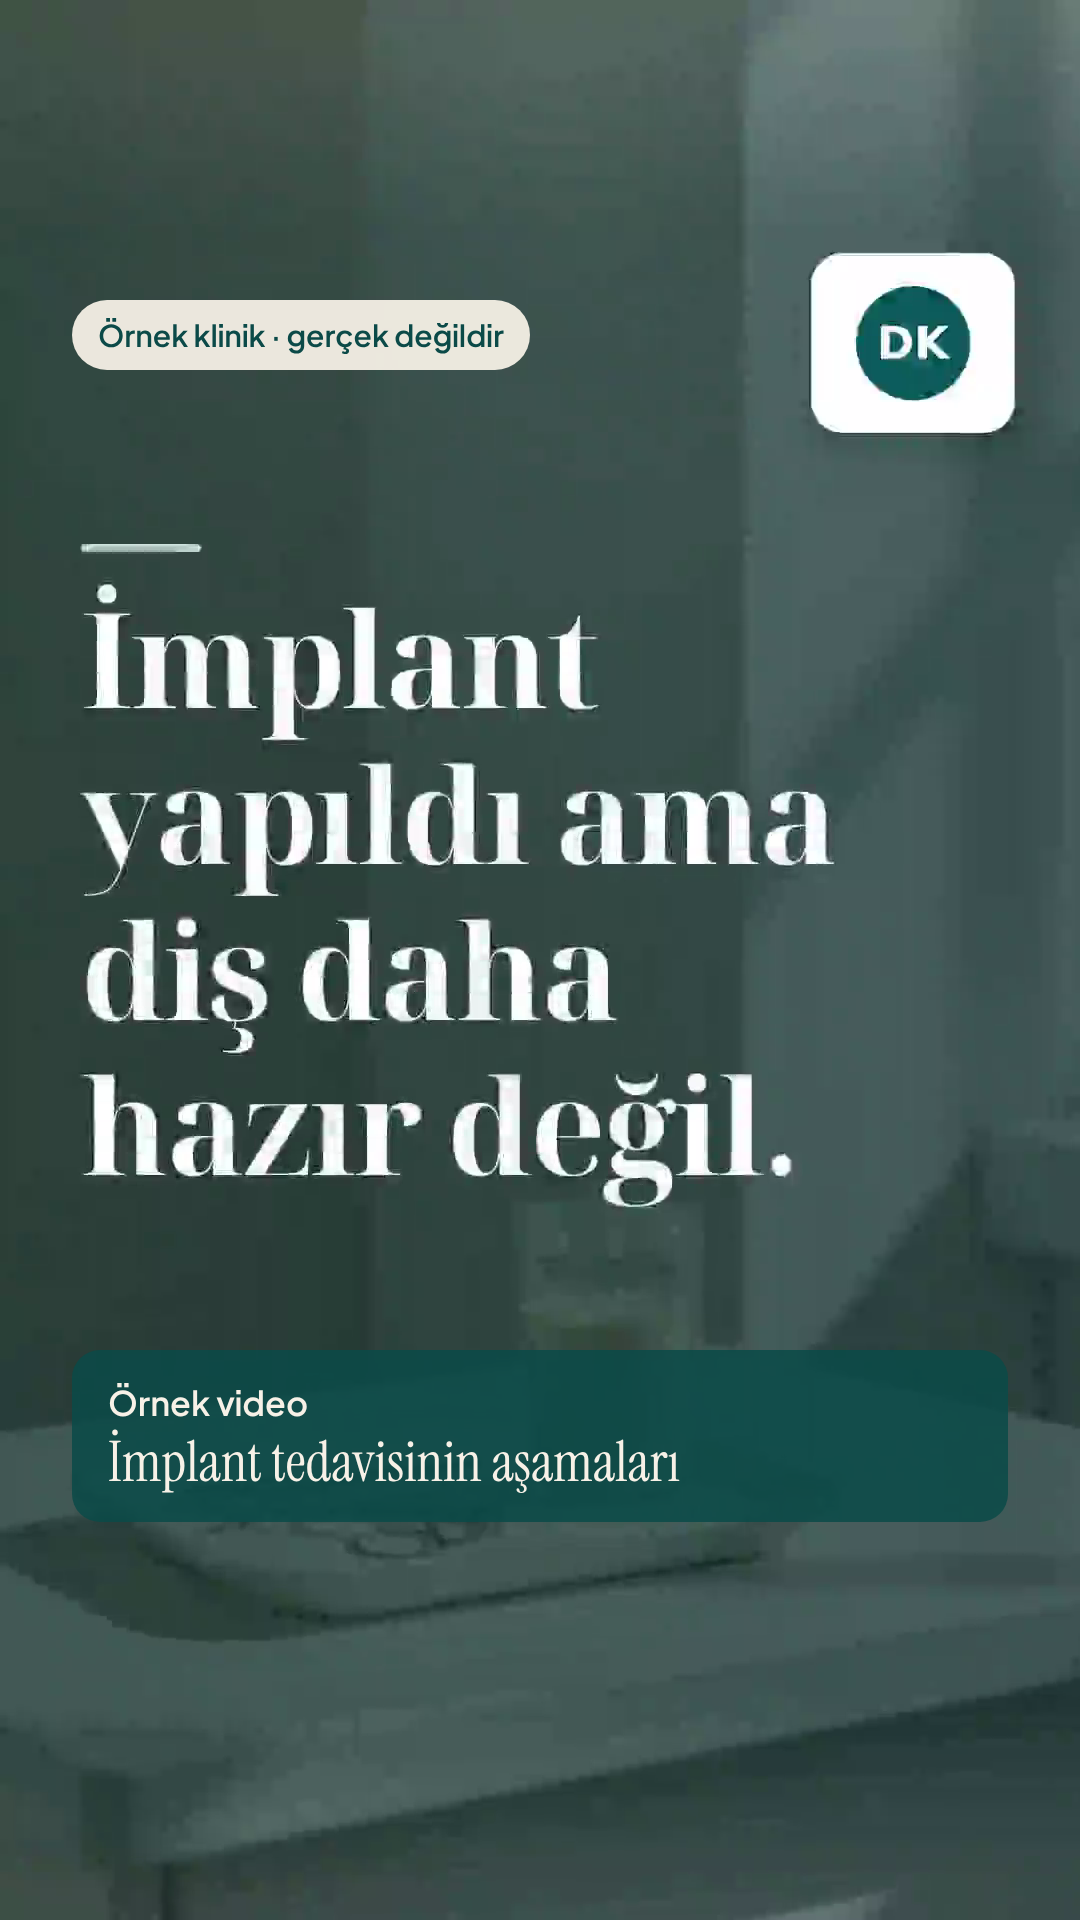 Örnek klinik · gerçek değildir
DK
İmplant
yapıldı ama
diş daha
hazır değil.
Örnek video
İmplant tedavisinin aşamaları